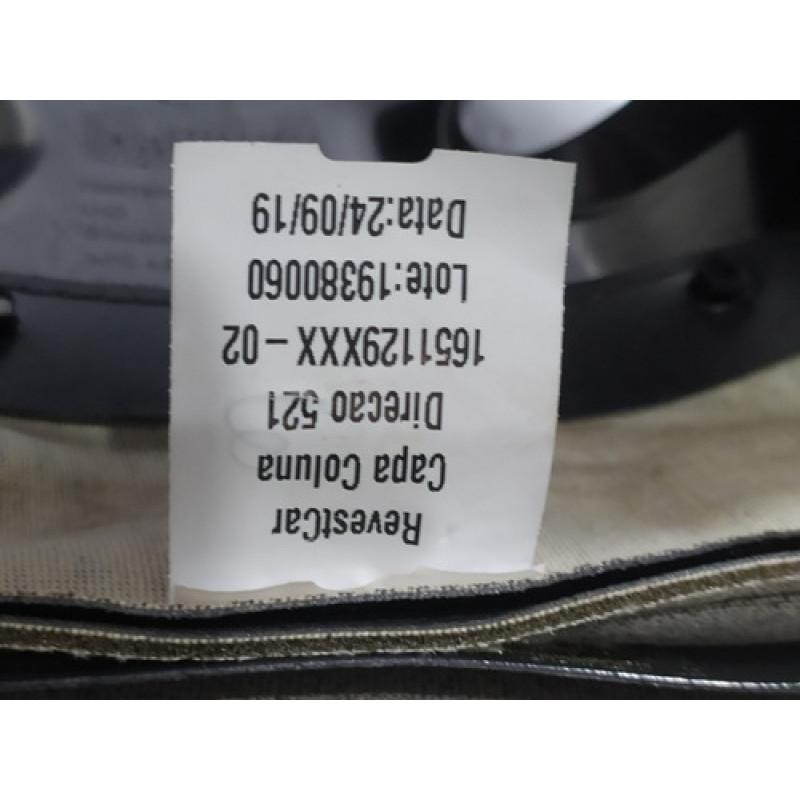 RevestCar
Capa Coluna
Direcao 521
1651129XXX - 02
Lote:19380060
Data:24/09/19